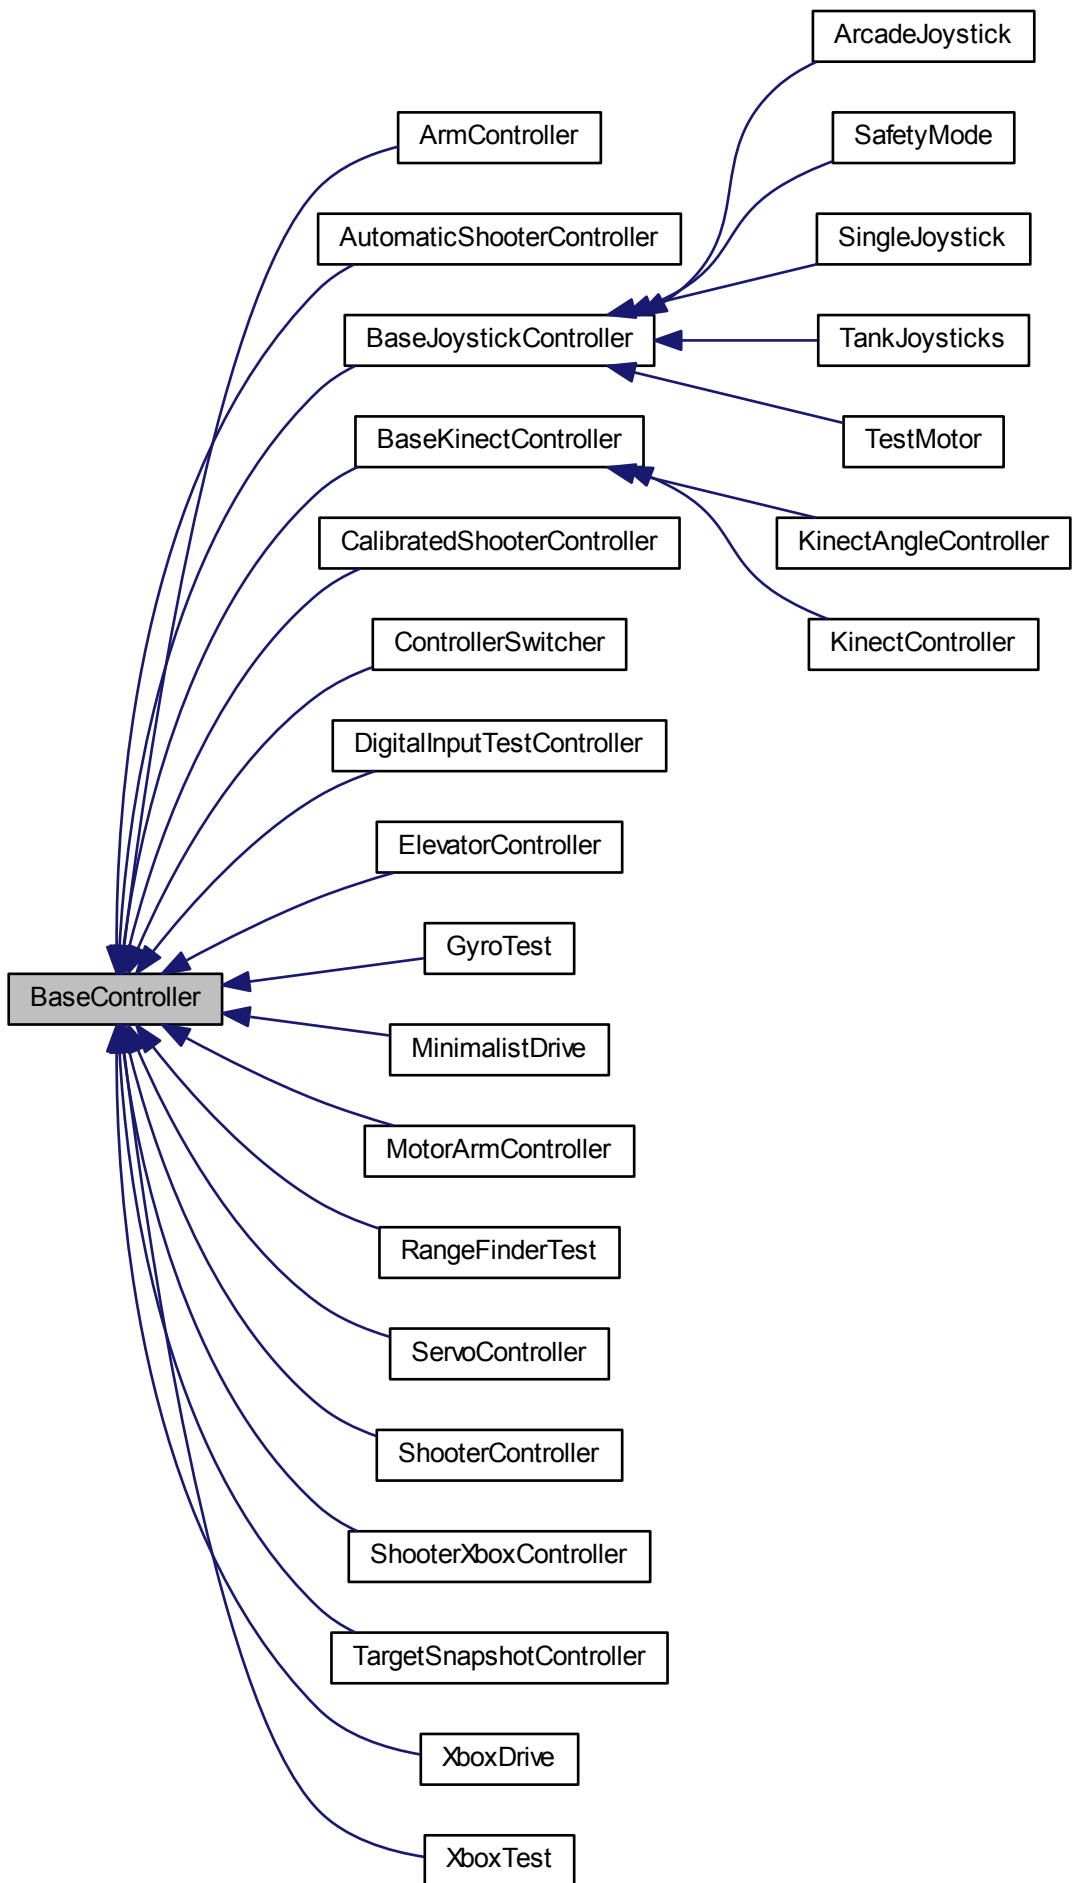 ArcadeJoystick
ArmController
SafetyMode
AutomaticShooterController
SingleJoystick
BaseJoystickController
TankJoysticks
BaseKinectController
TestMotor
CalibratedShooterController
KinectAngleController
ControllerSwitcher
KinectController
DigitalInputTestController
ElevatorController
GyroTest
BaseController
MinimalistDrive
MotorArmController
RangeFinderTest
ServoController
ShooterController
ShooterXboxController
TargetSnapshotController
XboxDrive
XboxTest